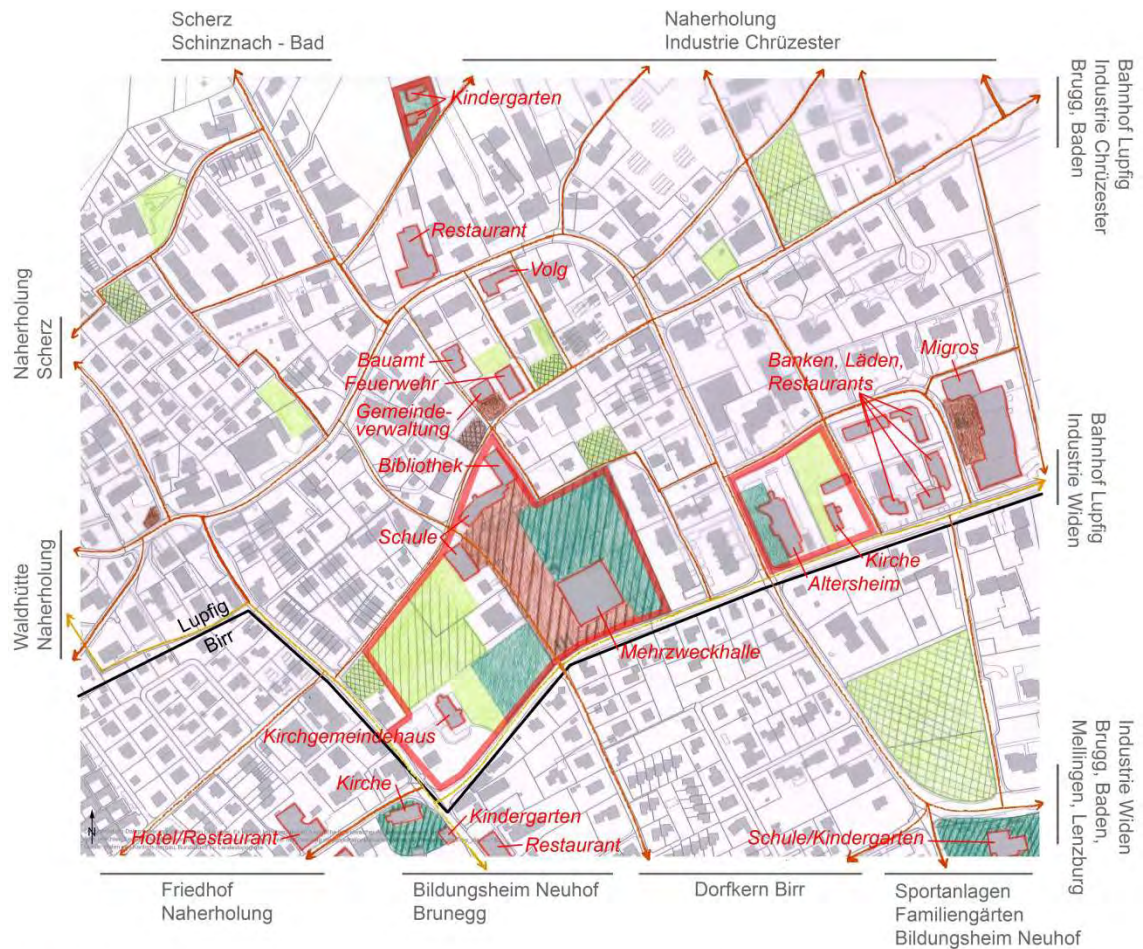 Scherz
Schinznach - Bad
Naherholung
Industrie Chrüzester
Bahnhof Lupfig
Industrie Chrüzester
Brugg, Baden
Kindergarten
Restaurant
Volg
Naherholung
Scherz
Bauamt
Feuerwehr
Gemeinde-
verwaltung
Banken, Läden,
Restaurants
Migros
Bibliothek
Bahnhof Lupfig
Industrie Widen
Schule
Kirche
Altersheim
Waldhütte
Naherholung
Lupfig
Birr
Mehrzweckhalle
Kirchgemeindehaus
Kirche
Kindergarten
Hotel/Restaurant
Restaurant
Schule/Kindergarten
Industrie Widen
Brugg, Baden,
Mellingen, Lenzburg
N
Friedhof
Naherholung
Bildungsheim Neuhof
Brunegg
Dorfkern Birr
Sportanlagen
Familiengärten
Bildungsheim Neuhof